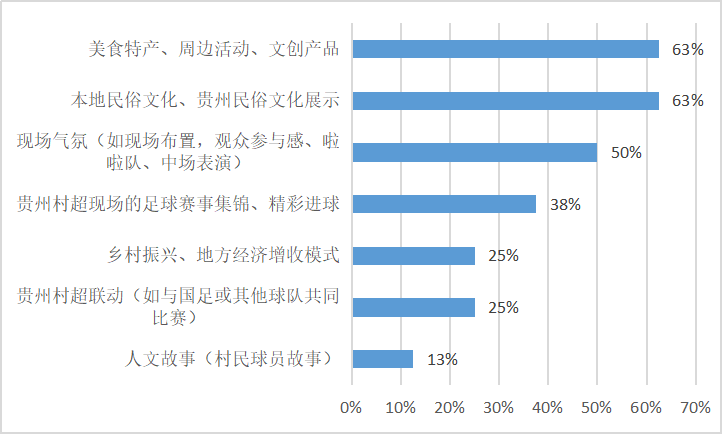 美食特产、周边活动、文创产品
63%
本地民俗文化、贵州民俗文化展示
63%
现场气氛（如现场布置，观众参与感、啦
啦队、中场表演）
50%
贵州村超现场的足球赛事集锦、精彩进球
38%
乡村振兴、地方经济增收模式
25%
贵州村超联动（如与国足或其他球队共同
比赛）
25%
人文故事（村民球员故事）
13%
0% 10% 20% 30% 40% 50% 60% 70%